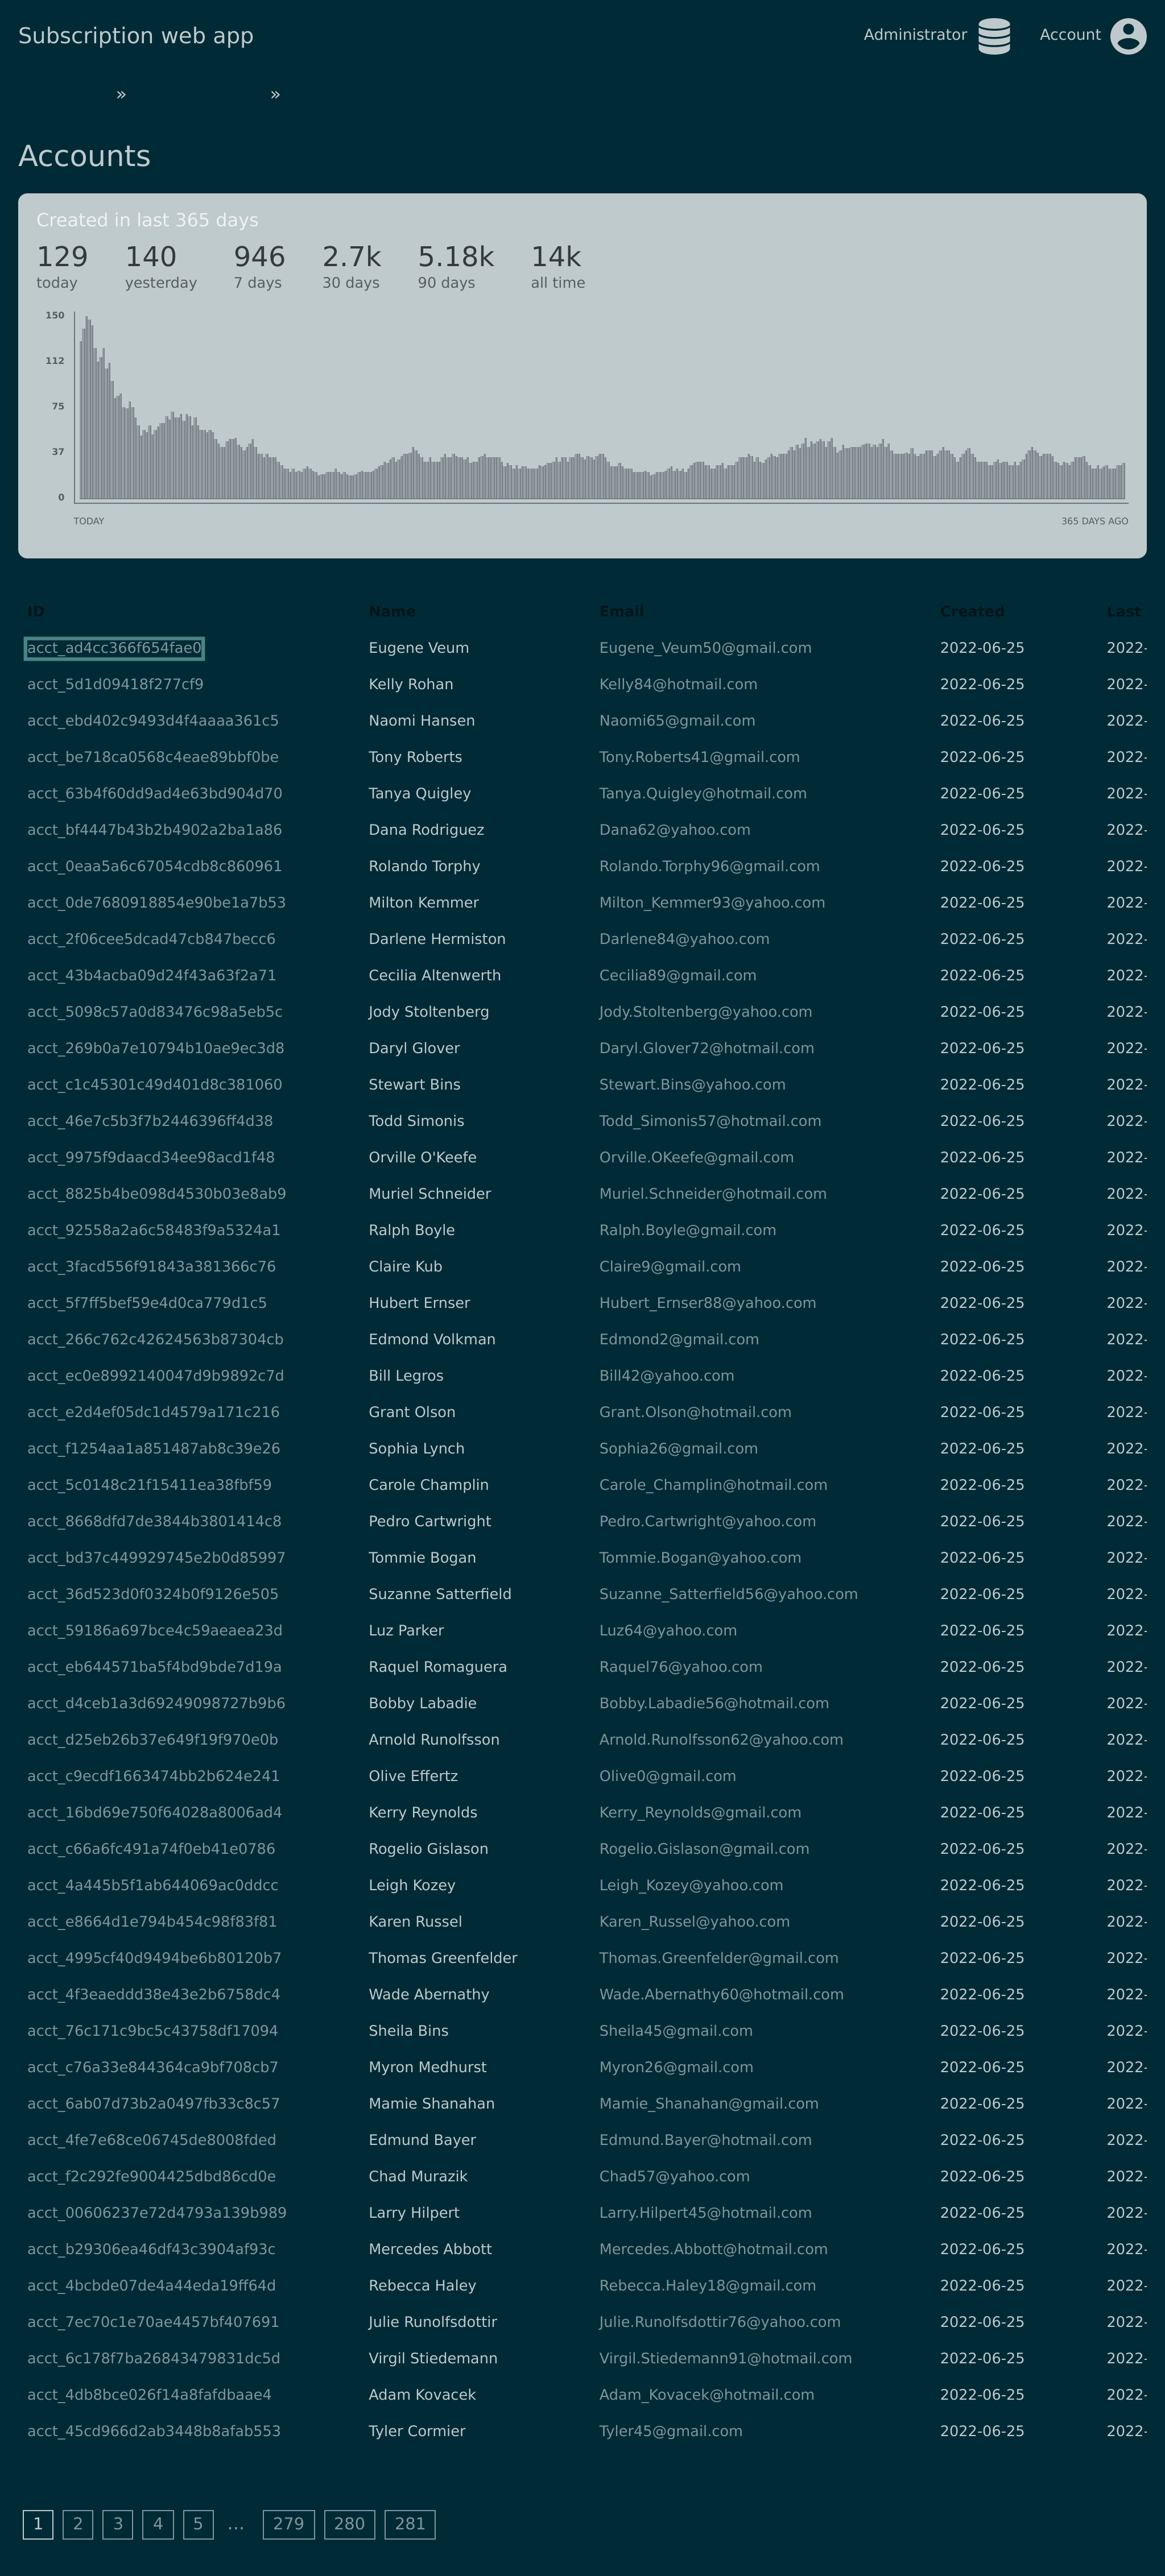 Subscription web app
Administrator
Account
» »
Accounts
Created in last 365 days
129 140 946 2.7k 5.18k 14k
today yesterday 7 days 30 days 90 days all time
150
112
75
37
0
TODAY 365 DAYS AGO
ID Name Email Created Last
acct_ad4cc366f654fae0 Eugene Veum Eugene_Veum50@gmail.com 2022-06-25 2022-
acct_5d1d09418f277cf9 Kelly Rohan Kelly84@hotmail.com 2022-06-25 2022-
acct_ebd402c9493d4f4aaaa361c5 Naomi Hansen Naomi65@gmail.com 2022-06-25 2022-
acct_be718ca0568c4eae89bbf0be Tony Roberts Tony.Roberts41@gmail.com 2022-06-25 2022-
acct_63b4f60dd9ad4e63bd904d70 Tanya Quigley Tanya.Quigley@hotmail.com 2022-06-25 2022-
acct_bf4447b43b2b4902a2ba1a86 Dana Rodriguez Dana62@yahoo.com 2022-06-25 2022-
acct_0eaa5a6c67054cdb8c860961 Rolando Torphy Rolando.Torphy96@gmail.com 2022-06-25 2022-
acct_0de7680918854e90be1a7b53 Milton Kemmer Milton_Kemmer93@yahoo.com 2022-06-25 2022-
acct_2f06cee5dcad47cb847becc6 Darlene Hermiston Darlene84@yahoo.com 2022-06-25 2022-
acct_43b4acba09d24f43a63f2a71 Cecilia Altenwerth Cecilia89@gmail.com 2022-06-25 2022-
acct_5098c57a0d83476c98a5eb5c Jody Stoltenberg Jody.Stoltenberg@yahoo.com 2022-06-25 2022-
acct_269b0a7e10794b10ae9ec3d8 Daryl Glover Daryl.Glover72@hotmail.com 2022-06-25 2022-
acct_c1c45301c49d401d8c381060 Stewart Bins Stewart.Bins@yahoo.com 2022-06-25 2022-
acct_46e7c5b3f7b2446396ff4d38 Todd Simonis Todd_Simonis57@hotmail.com 2022-06-25 2022-
acct_9975f9daacd34ee98acd1f48 Orville O'Keefe Orville.OKeefe@gmail.com 2022-06-25 2022-
acct_8825b4be098d4530b03e8ab9 Muriel Schneider Muriel.Schneider@hotmail.com 2022-06-25 2022-
acct_92558a2a6c58483f9a5324a1 Ralph Boyle Ralph.Boyle@gmail.com 2022-06-25 2022-
acct_3facd556f91843a381366c76 Claire Kub Claire9@gmail.com 2022-06-25 2022-
acct_5f7ff5bef59e4d0ca779d1c5 Hubert Ernser Hubert_Ernser88@yahoo.com 2022-06-25 2022-
acct_266c762c42624563b87304cb Edmond Volkman Edmond2@gmail.com 2022-06-25 2022-
acct_ec0e8992140047d9b9892c7d Bill Legros Bill42@yahoo.com 2022-06-25 2022-
acct_e2d4ef05dc1d4579a171c216 Grant Olson Grant.Olson@hotmail.com 2022-06-25 2022-
acct_f1254aa1a851487ab8c39e26 Sophia Lynch Sophia26@gmail.com 2022-06-25 2022-
acct_5c0148c21f15411ea38fbf59 Carole Champlin Carole_Champlin@hotmail.com 2022-06-25 2022-
acct_8668dfd7de3844b3801414c8 Pedro Cartwright Pedro.Cartwright@yahoo.com 2022-06-25 2022-
acct_bd37c449929745e2b0d85997 Tommie Bogan Tommie.Bogan@yahoo.com 2022-06-25 2022-
acct_36d523d0f0324b0f9126e505 Suzanne Satterfield Suzanne_Satterfield56@yahoo.com 2022-06-25 2022-
acct_59186a697bce4c59aeaea23d Luz Parker Luz64@yahoo.com 2022-06-25 2022-
acct_eb644571ba5f4bd9bde7d19a Raquel Romaguera Raquel76@yahoo.com 2022-06-25 2022-
acct_d4ceb1a3d69249098727b9b6 Bobby Labadie Bobby.Labadie56@hotmail.com 2022-06-25 2022-
acct_d25eb26b37e649f19f970e0b Arnold Runolfsson Arnold.Runolfsson62@yahoo.com 2022-06-25 2022-
acct_c9ecdf1663474bb2b624e241 Olive Effertz Olive0@gmail.com 2022-06-25 2022-
acct_16bd69e750f64028a8006ad4 Kerry Reynolds Kerry_Reynolds@gmail.com 2022-06-25 2022-
acct_c66a6fc491a74f0eb41e0786 Rogelio Gislason Rogelio.Gislason@gmail.com 2022-06-25 2022-
acct_4a445b5f1ab644069ac0ddcc Leigh Kozey Leigh_Kozey@yahoo.com 2022-06-25 2022-
acct_e8664d1e794b454c98f83f81 Karen Russel Karen_Russel@yahoo.com 2022-06-25 2022-
acct_4995cf40d9494be6b80120b7 Thomas Greenfelder Thomas.Greenfelder@gmail.com 2022-06-25 2022-
acct_4f3eaeddd38e43e2b6758dc4 Wade Abernathy Wade.Abernathy60@hotmail.com 2022-06-25 2022-
acct_76c171c9bc5c43758df17094 Sheila Bins Sheila45@gmail.com 2022-06-25 2022-
acct_c76a33e844364ca9bf708cb7 Myron Medhurst Myron26@gmail.com 2022-06-25 2022-
acct_6ab07d73b2a0497fb33c8c57 Mamie Shanahan Mamie_Shanahan@gmail.com 2022-06-25 2022-
acct_4fe7e68ce06745de8008fded Edmund Bayer Edmund.Bayer@hotmail.com 2022-06-25 2022-
acct_f2c292fe9004425dbd86cd0e Chad Murazik Chad57@yahoo.com 2022-06-25 2022-
acct_00606237e72d4793a139b989 Larry Hilpert Larry.Hilpert45@hotmail.com 2022-06-25 2022-
acct_b29306ea46df43c3904af93c Mercedes Abbott Mercedes.Abbott@hotmail.com 2022-06-25 2022-
acct_4bcbde07de4a44eda19ff64d Rebecca Haley Rebecca.Haley18@gmail.com 2022-06-25 2022-
acct_7ec70c1e70ae4457bf407691 Julie Runolfsdottir Julie.Runolfsdottir76@yahoo.com 2022-06-25 2022-
acct_6c178f7ba26843479831dc5d Virgil Stiedemann Virgil.Stiedemann91@hotmail.com 2022-06-25 2022-
acct_4db8bce026f14a8fafdbaae4 Adam Kovacek Adam_Kovacek@hotmail.com 2022-06-25 2022-
acct_45cd966d2ab3448b8afab553 Tyler Cormier Tyler45@gmail.com 2022-06-25 2022-
1 2 3 4 5 ... 279 280 281